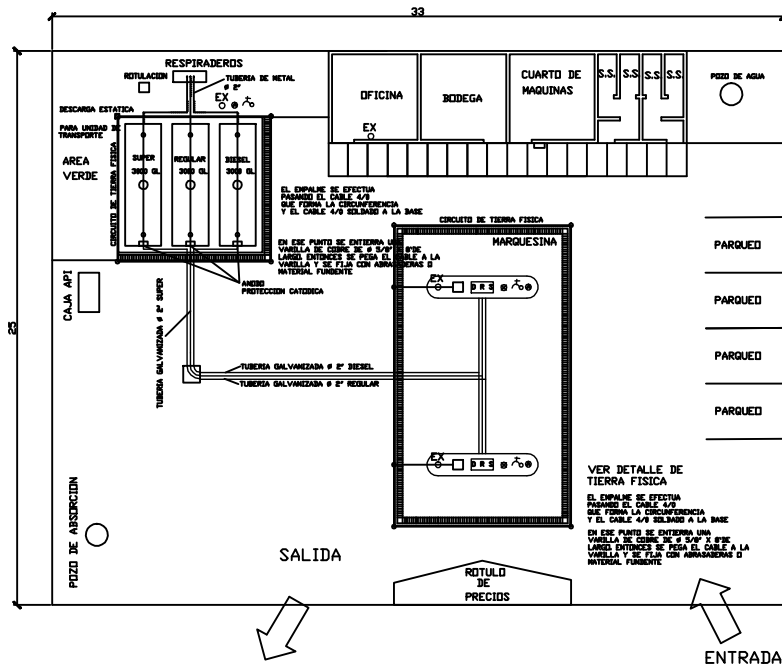 33
RESPIRADEROS
ROTULACION
TUBERIA DE METAL
ø 2"
EX
DESCARGA ESTATICA
PARA UNIDAD DE
TRANSPORTE
OFICINA
EX
BODEGA
CUARTO DE
MAQUINAS
S.S.
S.S.
S.S.
S.S.
POZO DE AGUA
AREA
VERDE
CIRCUITO DE TIERRA FISICA
SUPER
3000 GL
REGULAR
3000 GL
DIESEL
3000 GL
EL EMPALME SE EFECTUA
PASANDO EL CABLE 4/0
QUE FORMA LA CIRCUNFERENCIA
Y EL CABLE 4/0 SOLDADO A LA BASE
EN ESE PUNTO SE ENTIERRA UNA
VARILLA DE COBRE DE ø 5/8" X 8'DE
LARGO. ENTONCES SE PEGA EL CABLE A LA
VARILLA Y SE FIJA CON ABRASADERAS O
MATERIAL FUNDENTE
CIRCUITO DE TIERRA FISICA
MARQUESINA
PARQUEO
PARQUEO
PARQUEO
PARQUEO
ANODO
PROTECCION CATODICA
CAJA API
25
TUBERIA GALVANIZADA ø 2" SUPER
EX
D R S
TUBERIA GALVANIZADA ø 2" DIESEL
TUBERIA GALVANIZADA ø 2" REGULAR
EX
D R S
VER DETALLE DE
TIERRA FISICA
EL EMPALME SE EFECTUA
PASANDO EL CABLE 4/0
QUE FORMA LA CIRCUNFERENCIA
Y EL CABLE 4/0 SOLDADO A LA BASE
EN ESE PUNTO SE ENTIERRA UNA
VARILLA DE COBRE DE ø 5/8" X 8'DE
LARGO. ENTONCES SE PEGA EL CABLE A LA
VARILLA Y SE FIJA CON ABRASADERAS O
MATERIAL FUNDENTE
POZO DE ABSORCION
SALIDA
ROTULO
DE
PRECIOS
ENTRADA